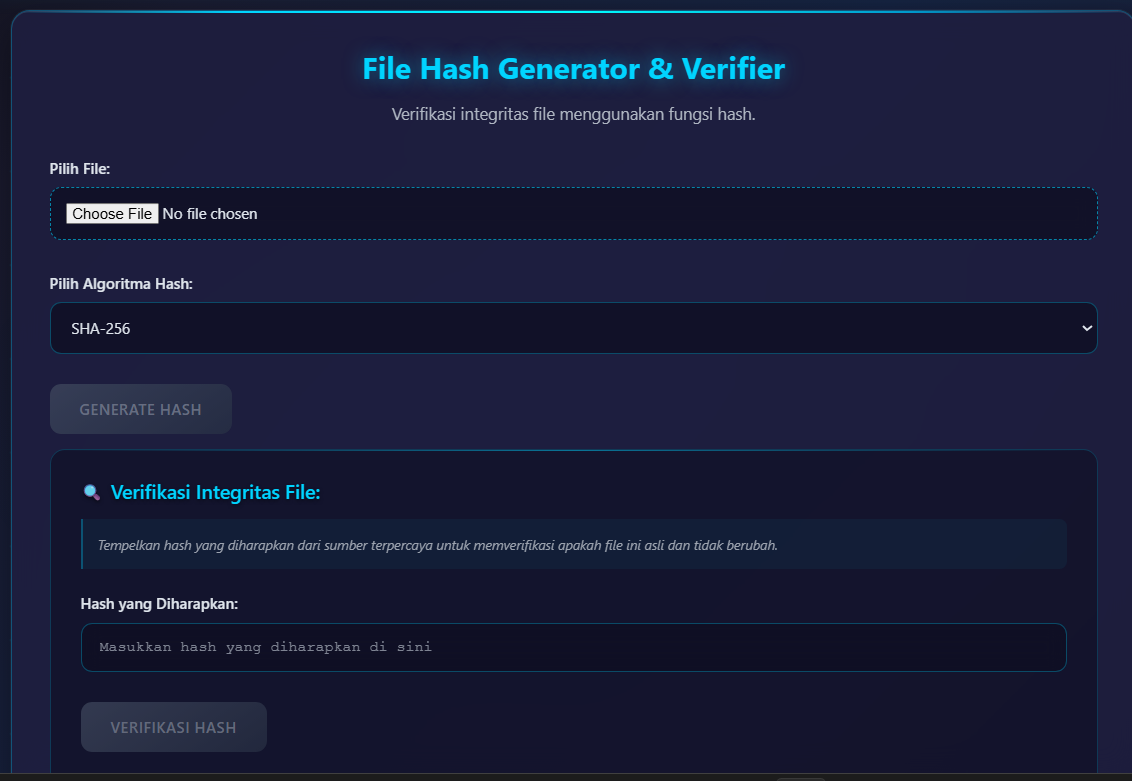 File Hash Generator & Verifier
Verifikasi integritas file menggunakan fungsi hash.
Pilih File:
Choose File No file chosen
Pilih Algoritma Hash:
SHA-256
GENERATE HASH
Verifikasi Integritas File:
Tempelkan hash yang diharapkan dari sumber terpercaya untuk memverifikasi apakah file ini asli dan tidak berubah.
Hash yang Diharapkan:
Masukkan hash yang diharapkan di sini
VERIFIKASI HASH